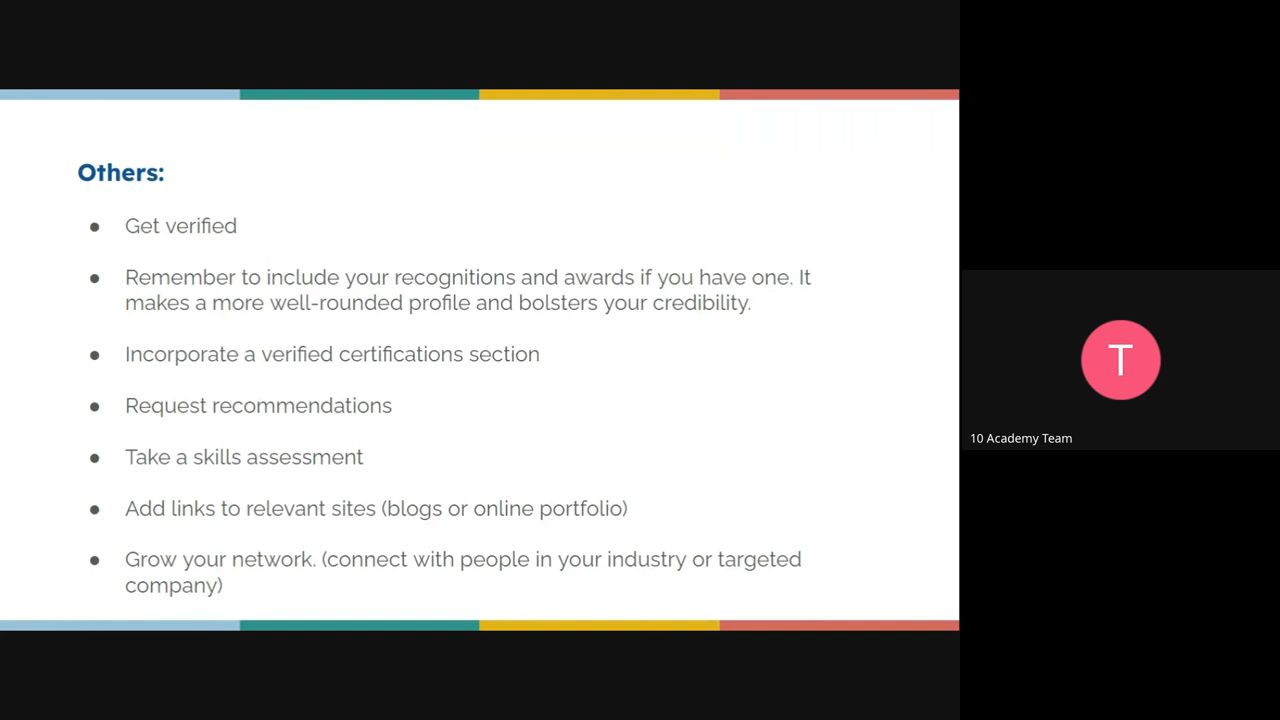 Others:
● Get verified
● Remember to include your recognitions and awards if you have one. It
makes a more well-rounded profile and bolsters your credibility.
● Incorporate a verified certifications section
● Request recommendations
● Take a skills assessment
● Add links to relevant sites (blogs or online portfolio)
● Grow your network. (connect with people in your industry or targeted
company)
T
10 Academy Team